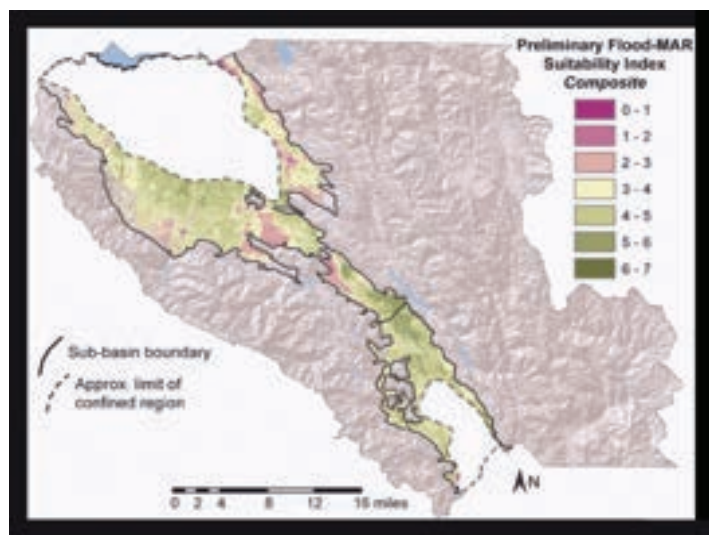 Preliminary Flood-MAR
Suitability Index
Composite
0 - 1
1 - 2
2 - 3
3 - 4
4 - 5
5 - 6
6 - 7
Sub-basin boundary
Approx. limit of
confined region
N
0 2 4 8 12 16 miles